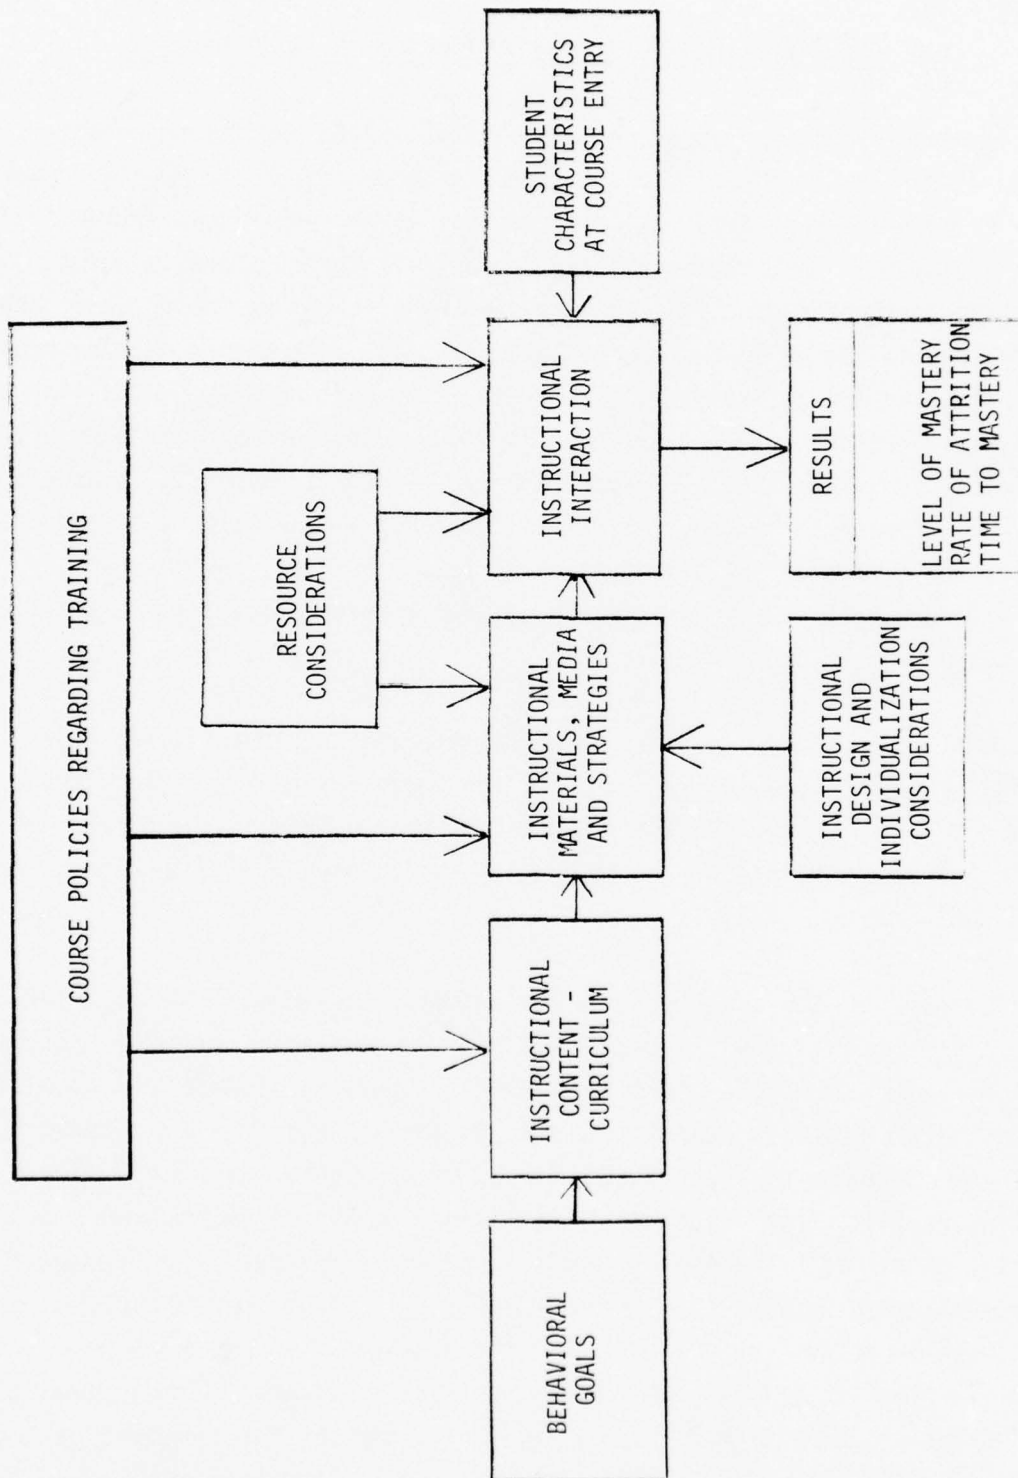 COURSE POLICIES REGARDING TRAINING
RESOURCE
CONSIDERATIONS
BEHAVIORAL
GOALS
INSTRUCTIONAL
CONTENT -
CURRICULUM
INSTRUCTIONAL
MATERIALS, MEDIA
AND STRATEGIES
INSTRUCTIONAL
INTERACTION
STUDENT
CHARACTERISTICS
AT COURSE ENTRY
INSTRUCTIONAL
DESIGN AND
INDIVIDUALIZATION
CONSIDERATIONS
RESULTS
LEVEL OF MASTERY
RATE OF ATTRITION
TIME TO MASTERY